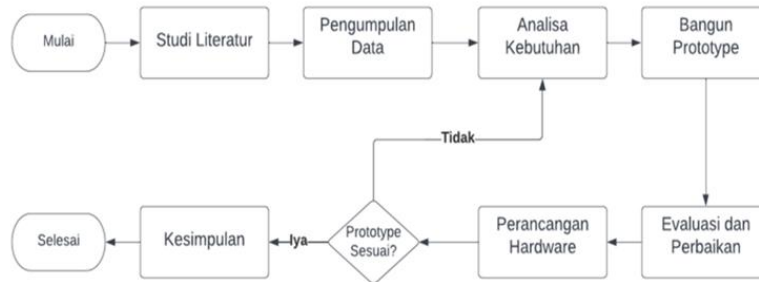 Mulai
Studi Literatur
Pengumpulan
Data
Analisa
Kebutuhan
Bangun
Prototype
Tidak
Selesai
Kesimpulan
Iya
Prototype
Sesuai?
Perancangan
Hardware
Evaluasi dan
Perbaikan